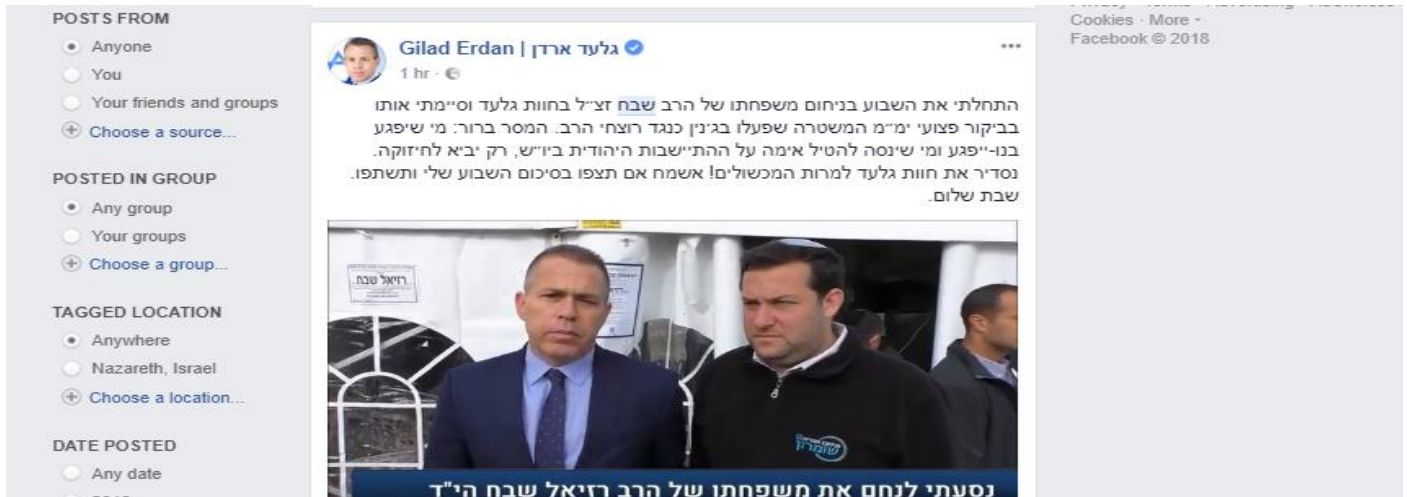 POSTS FROM
Anyone
You
Your friends and groups
Choose a source...
POSTED IN GROUP
Any group
Your groups
Choose a group...
TAGGED LOCATION
Anywhere
Nazareth, Israel
Choose a location...
DATE POSTED
Any date
Gilad Erdan | גלעד ארדן
1 hr ·
התחלתי את השבוע בניחום משפחתו של הרב שבח זצ״ל בחוות גלעד וסיימתי אותו
בביקור פצועי ימ״מ המשטרה שפעלו בג׳נין כנגד רוצחי הרב. המסר ברור: מי שיפגע
בנו-ייפגע ומי שינסה להטיל אימה על ההתיישבות היהודית ביו״ש, רק יביא לחיזוקה.
נסדיר את חוות גלעד למרות המכשולים! אשמח אם תצפו בסיכום השבוע שלי ותשתפו.
שבת שלום.
רזיאל שבח
שומרון
נסעתי לנחם את משפחתו של הרב רזיאל שבח הי"ד
Cookies · More
Facebook © 2018